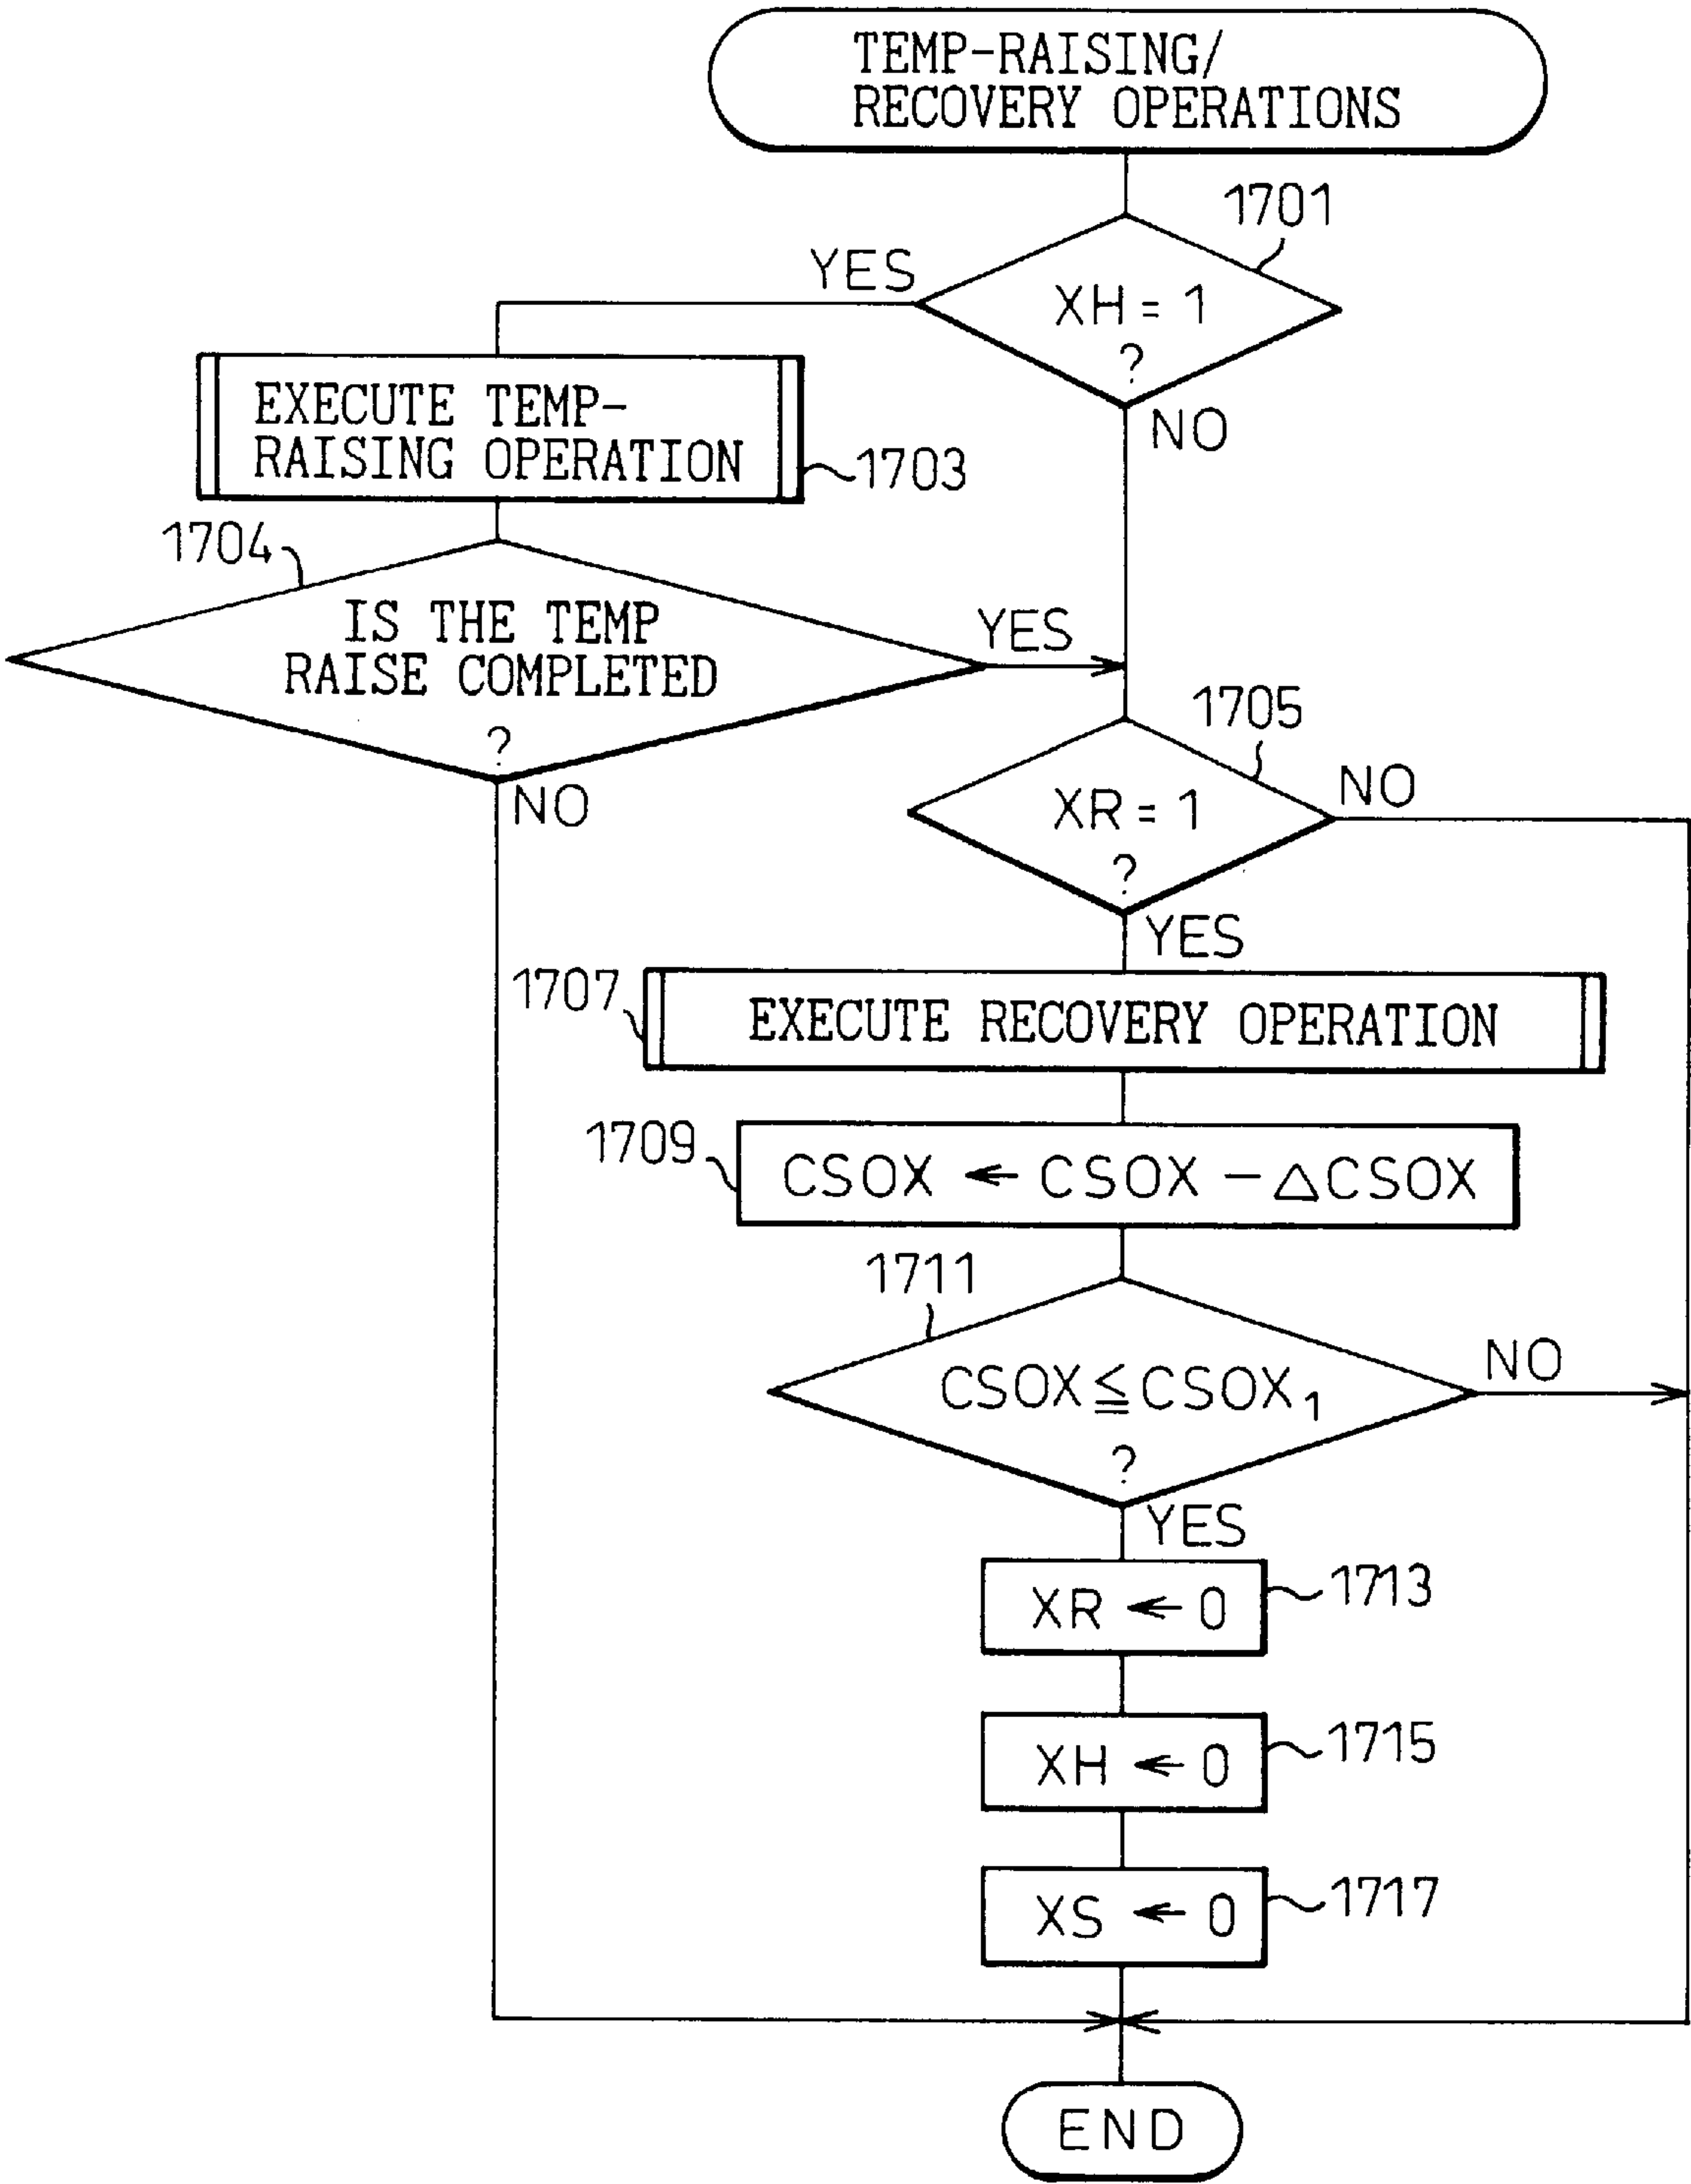 TEMP-RAISING/
RECOVERY OPERATIONS
1701
YES
XH = 1
?
NO
EXECUTE TEMP-
RAISING OPERATION
1703
1704
IS THE TEMP
RAISE COMPLETED
?
YES
NO
1705
XR = 1
?
NO
YES
1707
EXECUTE RECOVERY OPERATION
1709
CSOX ← CSOX − △CSOX
1711
CSOX ≦ CSOX₁
?
NO
YES
XR ← 0
1713
XH ← 0
1715
XS ← 0
1717
END